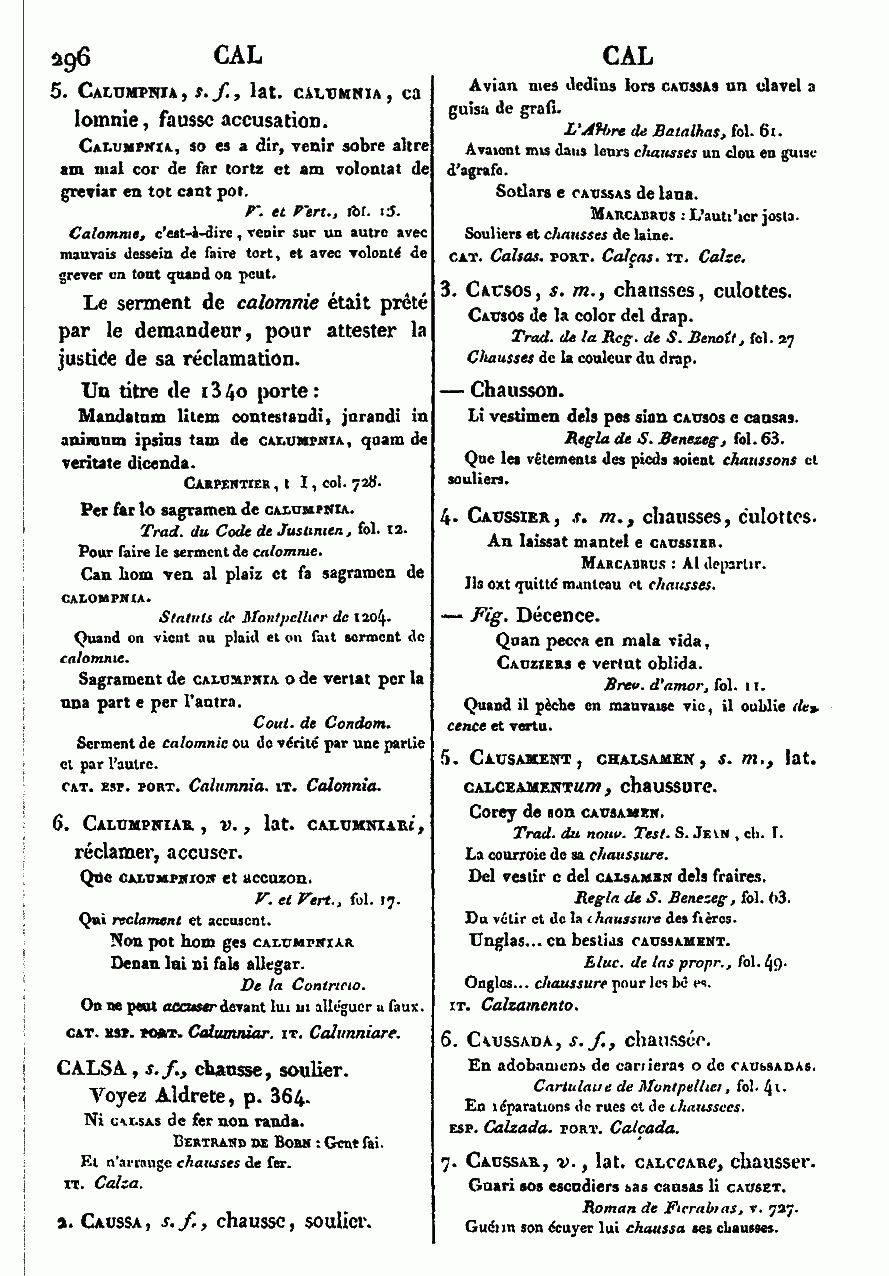 296 CAL CAL
5. CALUMPNIA, s. f., lat. CALUMNIA, ca
lomnie, fausse accusation.
CALUMPNIA, so es a dir, venir sobre altre
am mal cor de far tortz et am volontat de
greviar en tot cant pot.
V. et Vert., fol. 15.
Calomnie, c'est-à-dire, venir sur un autre avec
mauvais dessein de faire tort, et avec volonté de
grever en tout quand on peut.
Le serment de calomnie était prêté
par le demandeur, pour attester la
justice de sa réclamation.
Un titre de 1340 porte :
Mandatum litem contestandi, jurandi in
animum ipsius tam de CALUMPNIA, quam de
veritate dicenda.
CARPENTIER, t I, col. 728.
Per far lo sagramen de CALUMPNIA.
Trad. du Code de Justinien, fol. 12.
Pour faire le serment de calomnie.
Can hom ven al plaiz et fa sagramen de
CALOMPNIA.
Statuts de Montpellier de 1204.
Quand on vient au plaid et on fait serment de
calomnie.
Sagrament de CALUMPNIA o de vertat per la
una part e per l'autra.
Cout. de Condom.
Serment de calomnie ou de vérité par une partie
et par l'autre.
CAT. ESP. PORT. Calumnia. IT. Calonnia.
6. CALUMPNIAR, v., lat. CALUMNIARi,
réclamer, accuser.
Que CALUMPNION et accuzon.
V. et Vert., fol. 17.
Qui reclament et accusent.
Non pot hom ges CALUMPNIAR
Denan lui ni fals allegar.
De la Contricio.
On ne peut accuser devant lui ni alléguer a faux.
CAT. ESP. PORT. Calumniar. IT. Calunniare.
CALSA, s. f., chausse, soulier.
Voyez Aldrete, p. 364.
Ni CALSAS de fer non randa.
BERTRAND DE BORN : Gent fai.
Et n'arrange chausses de fer.
IT. Calza.
2. CAUSSA, s. f., chausse, soulier.
Avian mes dedins lors CAUSSAS un clavel a
guisa de grafi.
L'Arbre de Batalhas, fol. 61.
Avaient mis dans leurs chausses un clou en guise
d'agrafe.
Sotlars e CAUSSAS de lana.
MARCABRUS : L'autr'ier josta.
Souliers et chausses de laine.
CAT. Calsas. PORT. Calças. IT. Calze.
3. CAUSOS, s. m., chausses, culottes.
CAUSOS de la color del drap.
Trad. de la Reg. de S. Benoît, fol. 27
Chausses de la couleur du drap.
— Chausson.
Li vestimen dels pes sian CAUSOS e causas.
Regla de S. Benezeg, fol. 63.
Que les vêtements des pieds soient chaussons et
souliers.
4. CAUSSIER, s. m., chausses, culottes.
An laissat mantel e CAUSSIER.
MARCABRUS : Al departir.
Ils oxt quitté manteau et chausses.
— Fig. Décence.
Quan pecca en mala vida,
CAUZIERS e vertut oblida.
Brev. d'amor, fol. 11.
Quand il pèche en mauvaise vie, il oublie dé-
cence et vertu.
5. CAUSAMENT, CHALSAMEN, s. m., lat.
CALCEAMENTum, chaussure.
Corey de son CAUSAMEN.
Trad. du nouv. Test. S. JEAN, ch. I.
La courroie de sa chaussure.
Del vestir e del CALSAMEN dels fraires.
Regla de S. Benezeg, fol. 63.
Du vêtir et de la chaussure des frères.
Unglas... en bestias CAUSSAMENT.
Eluc. de las propr., fol. 49.
Ongles... chaussure pour les bê es.
IT. Calzamento.
6. CAUSSADA, s. f., chaussée.
En adobamens de carrieras o de CAUSSADAS.
Cartulaire de Montpellier, fol. 41.
En réparations de rues et de chaussees.
ESP. Calzada. PORT. Calçada.
7. CAUSSAR, v., lat. CALCEARe, chausser.
Guari sos escudiers sas causas li CAUSET.
Roman de Fierabras, v. 727.
Guérin son écuyer lui chaussa ses chausses.